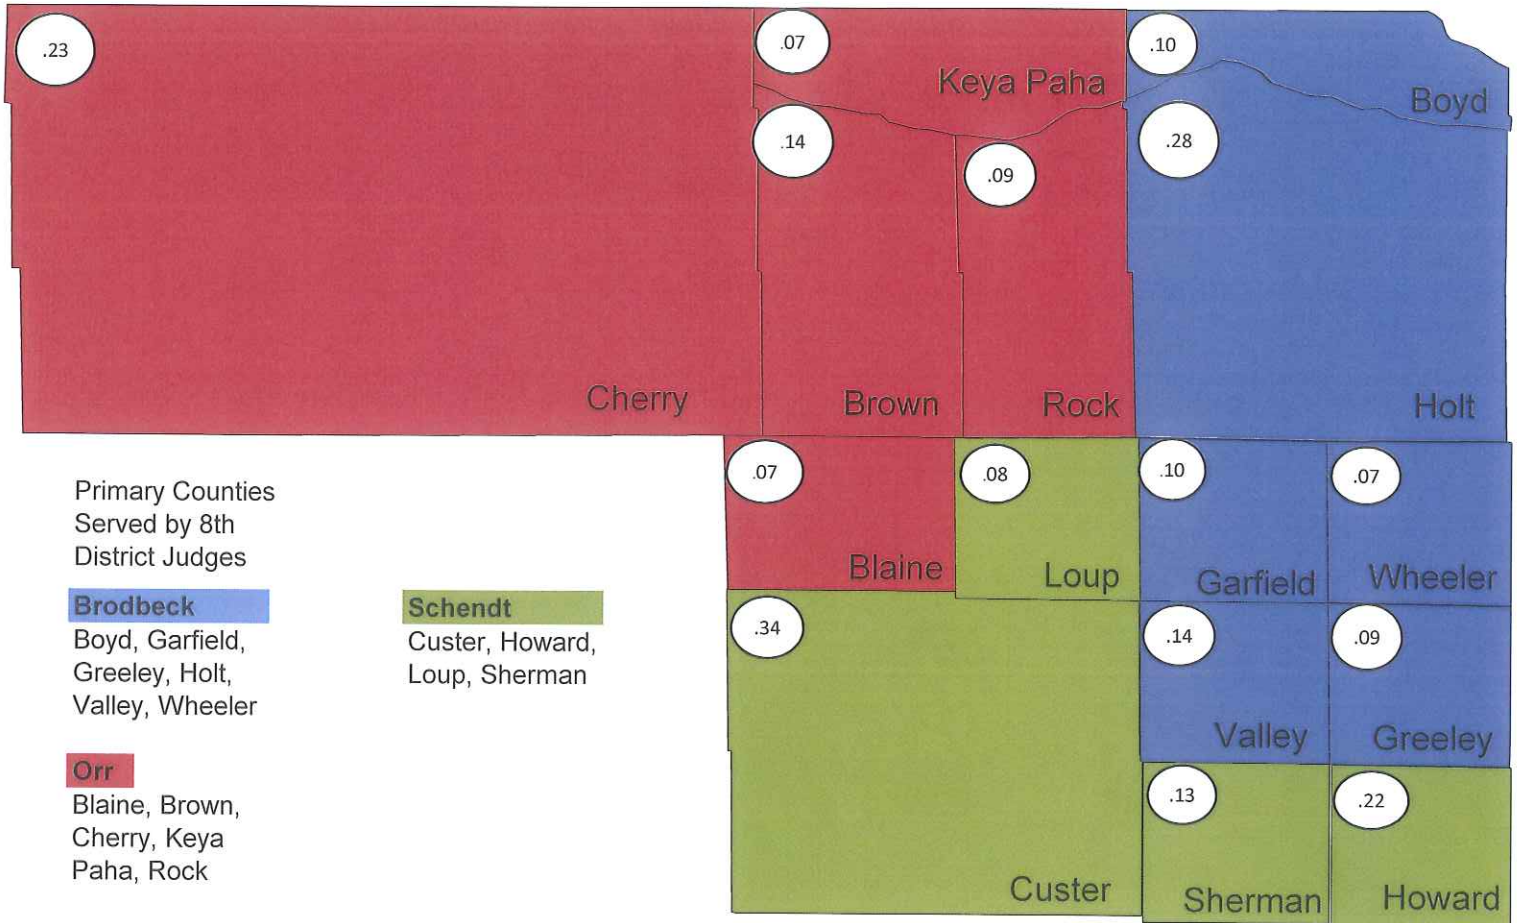 .23
.07
Keya Paha
.10
Boyd
.14
.09
.28
Cherry
Brown
Rock
Holt
.07
Blaine
.08
Loup
.10
Garfield
.07
Wheeler
Primary Counties
Served by 8th
District Judges
Brodbeck
Boyd, Garfield,
Greeley, Holt,
Valley, Wheeler
Schendt
Custer, Howard,
Loup, Sherman
Orr
Blaine, Brown,
Cherry, Keya
Paha, Rock
.34
Custer
.14
Valley
.09
Greeley
.13
Sherman
.22
Howard